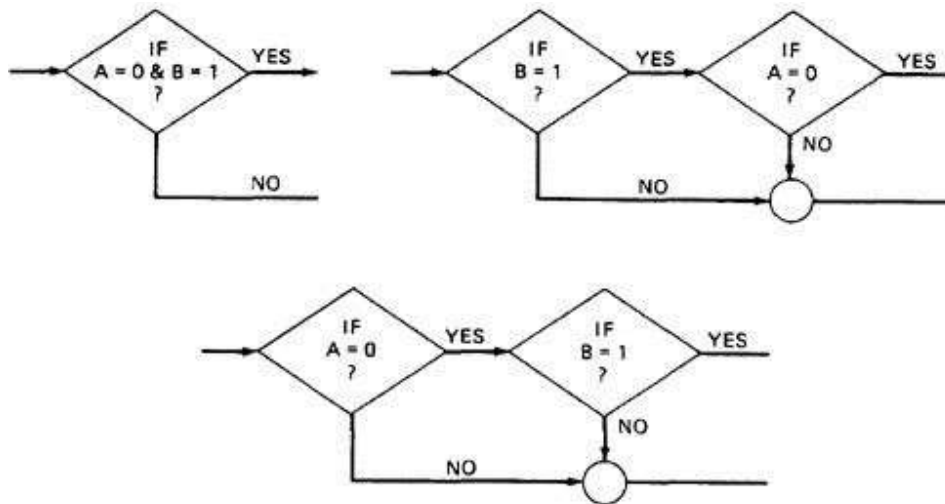 IF
A = 0 & B = 1
?
YES
NO
IF
B = 1
?
YES
IF
A = 0
?
YES
NO
NO
IF
A = 0
?
YES
IF
B = 1
?
YES
NO
NO